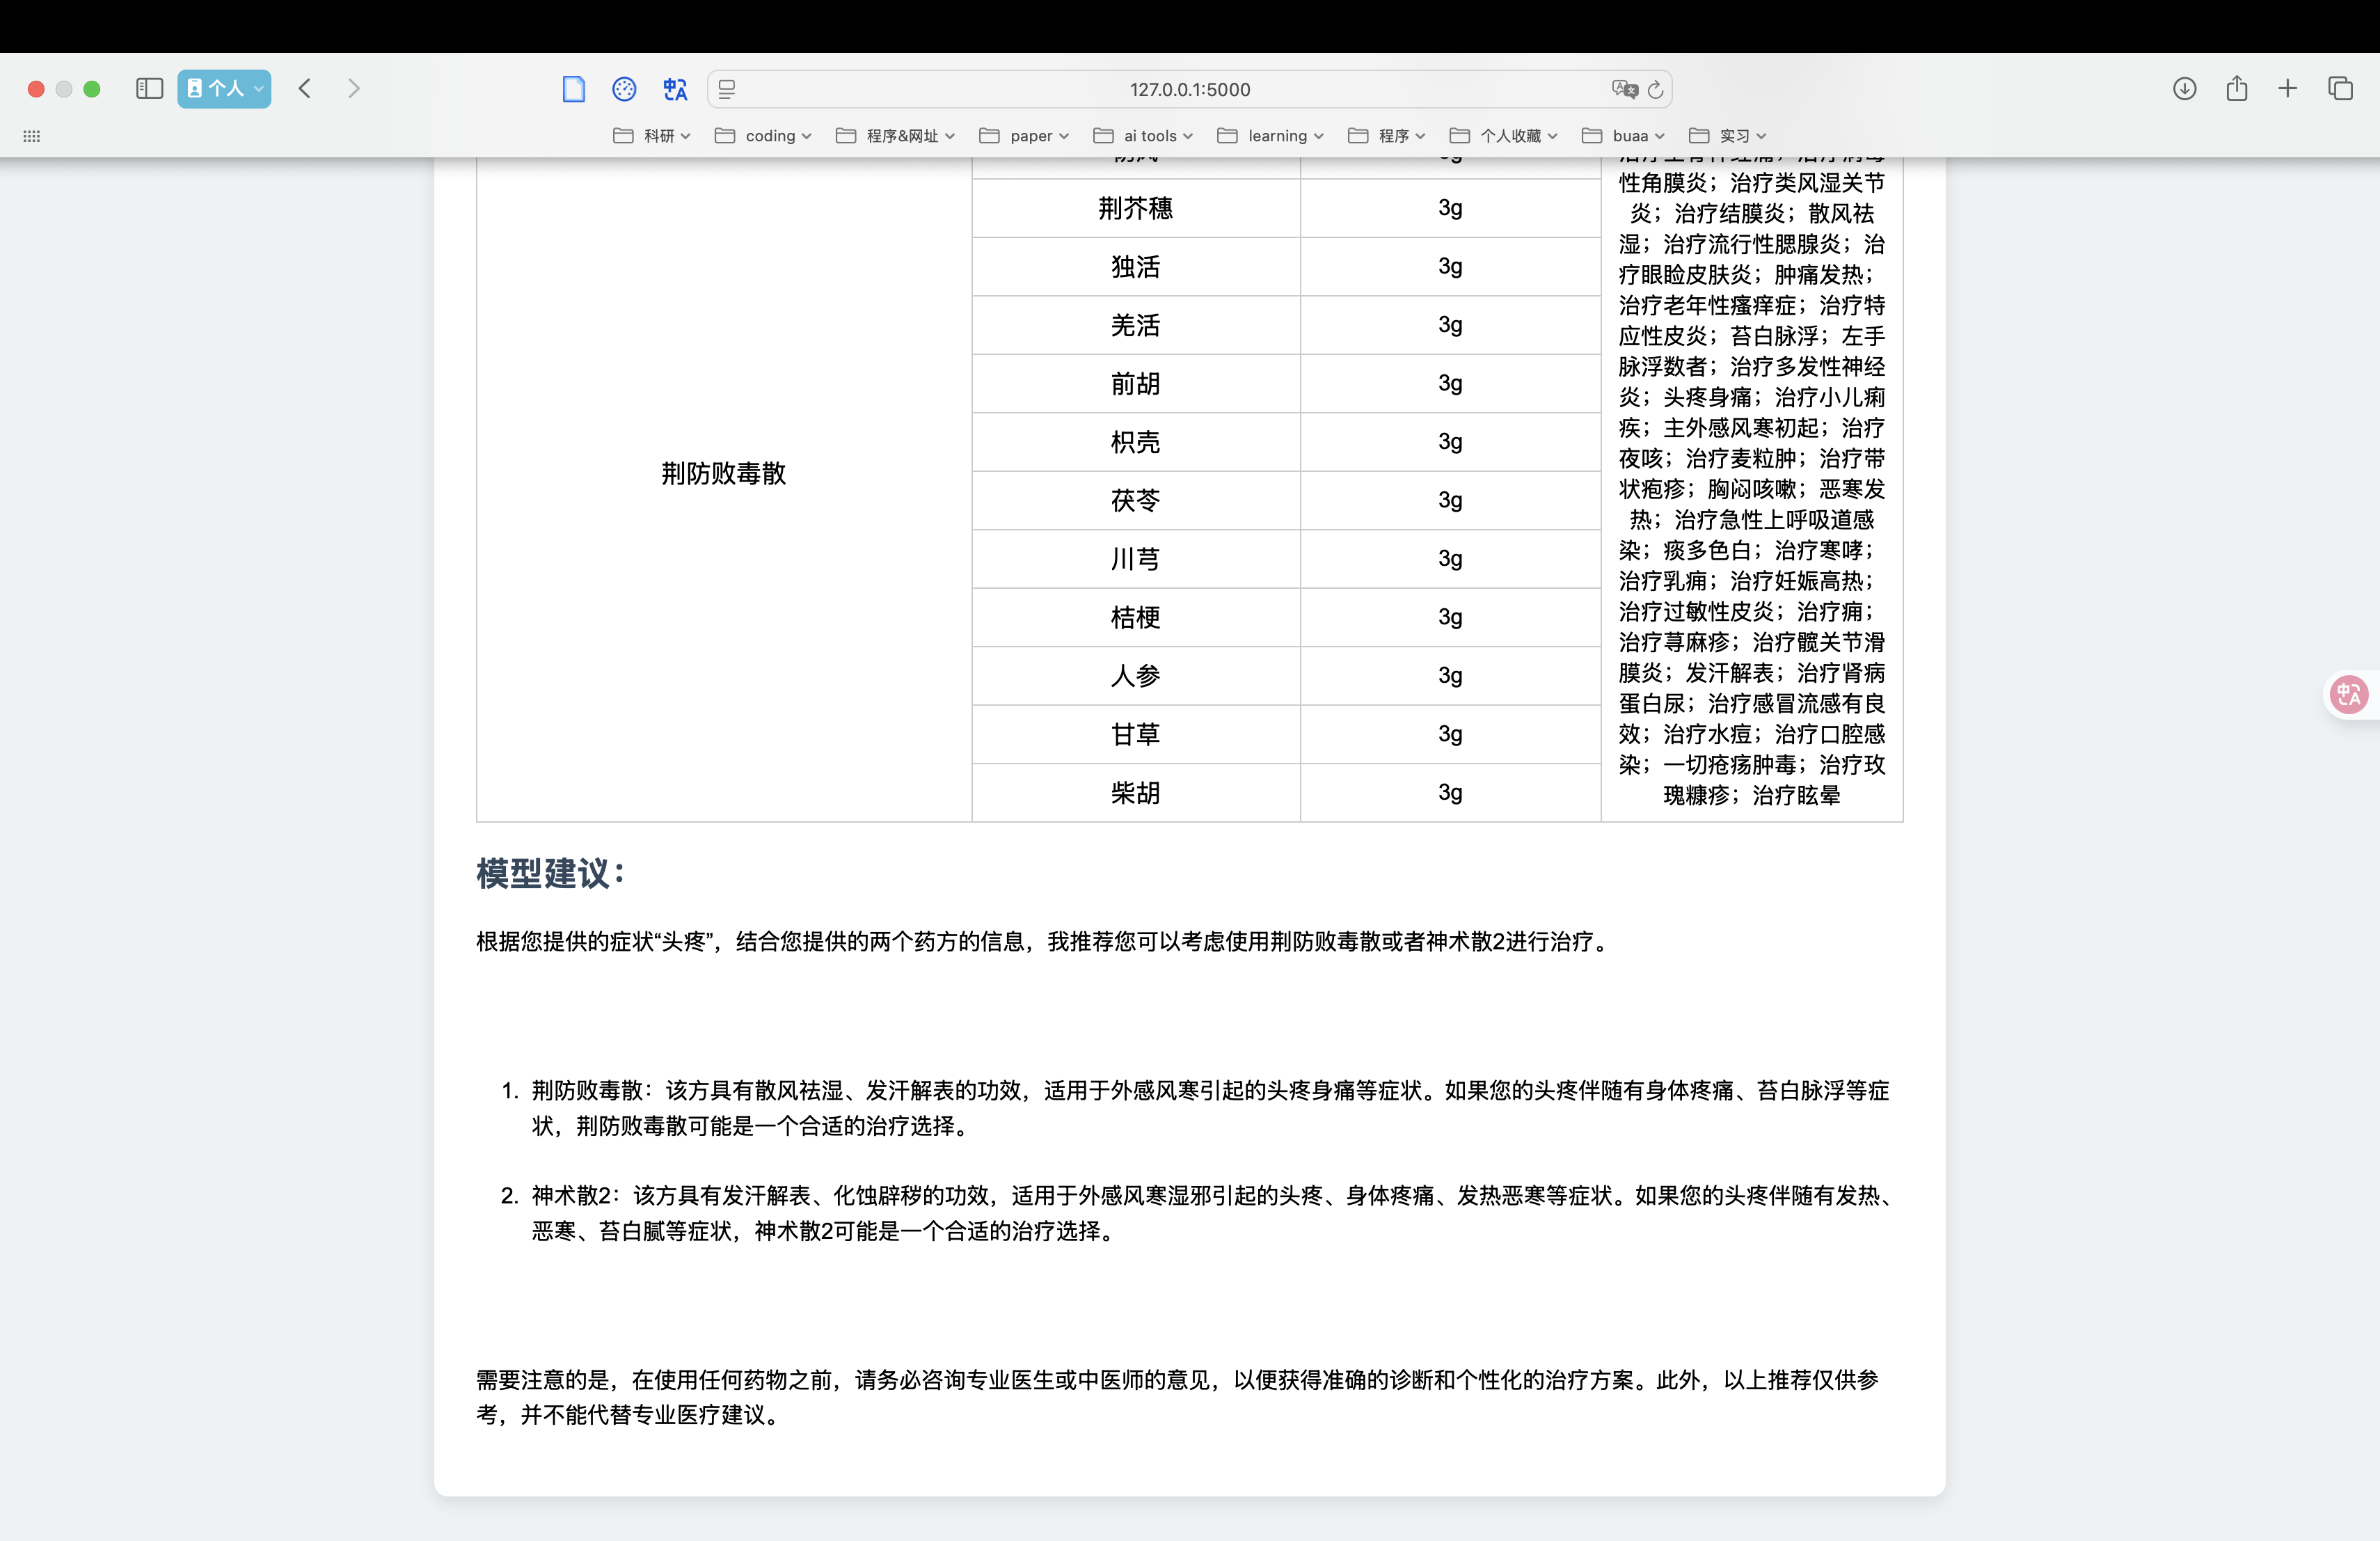 个人
127.0.0.1:5000
科研 coding 程序&网址 paper ai tools learning 程序 个人收藏 buaa 实习
荆防败毒散
荆芥穗 3g
独活 3g
羌活 3g
前胡 3g
枳壳 3g
茯苓 3g
川芎 3g
桔梗 3g
人参 3g
甘草 3g
柴胡 3g
性角膜炎；治疗类风湿关节
炎；治疗结膜炎；散风祛
湿；治疗流行性腮腺炎；治
疗眼睑皮肤炎；肿痛发热；
治疗老年性瘙痒症；治疗特
应性皮炎；苔白脉浮；左手
脉浮数者；治疗多发性神经
炎；头疼身痛；治疗小儿痢
疾；主外感风寒初起；治疗
夜咳；治疗麦粒肿；治疗带
状疱疹；胸闷咳嗽；恶寒发
热；治疗急性上呼吸道感
染；痰多色白；治疗寒哮；
治疗乳痈；治疗妊娠高热；
治疗过敏性皮炎；治疗痈；
治疗荨麻疹；治疗髋关节滑
膜炎；发汗解表；治疗肾病
蛋白尿；治疗感冒流感有良
效；治疗水痘；治疗口腔感
染；一切疮疡肿毒；治疗玫
瑰糠疹；治疗眩晕
模型建议：
根据您提供的症状“头疼”，结合您提供的两个药方的信息，我推荐您可以考虑使用荆防败毒散或者神术散2进行治疗。
1. 荆防败毒散：该方具有散风祛湿、发汗解表的功效，适用于外感风寒引起的头疼身痛等症状。如果您的头疼伴随有身体疼痛、苔白脉浮等症
状，荆防败毒散可能是一个合适的治疗选择。
2. 神术散2：该方具有发汗解表、化蚀辟秽的功效，适用于外感风寒湿邪引起的头疼、身体疼痛、发热恶寒等症状。如果您的头疼伴随有发热、
恶寒、苔白腻等症状，神术散2可能是一个合适的治疗选择。
需要注意的是，在使用任何药物之前，请务必咨询专业医生或中医师的意见，以便获得准确的诊断和个性化的治疗方案。此外，以上推荐仅供参
考，并不能代替专业医疗建议。